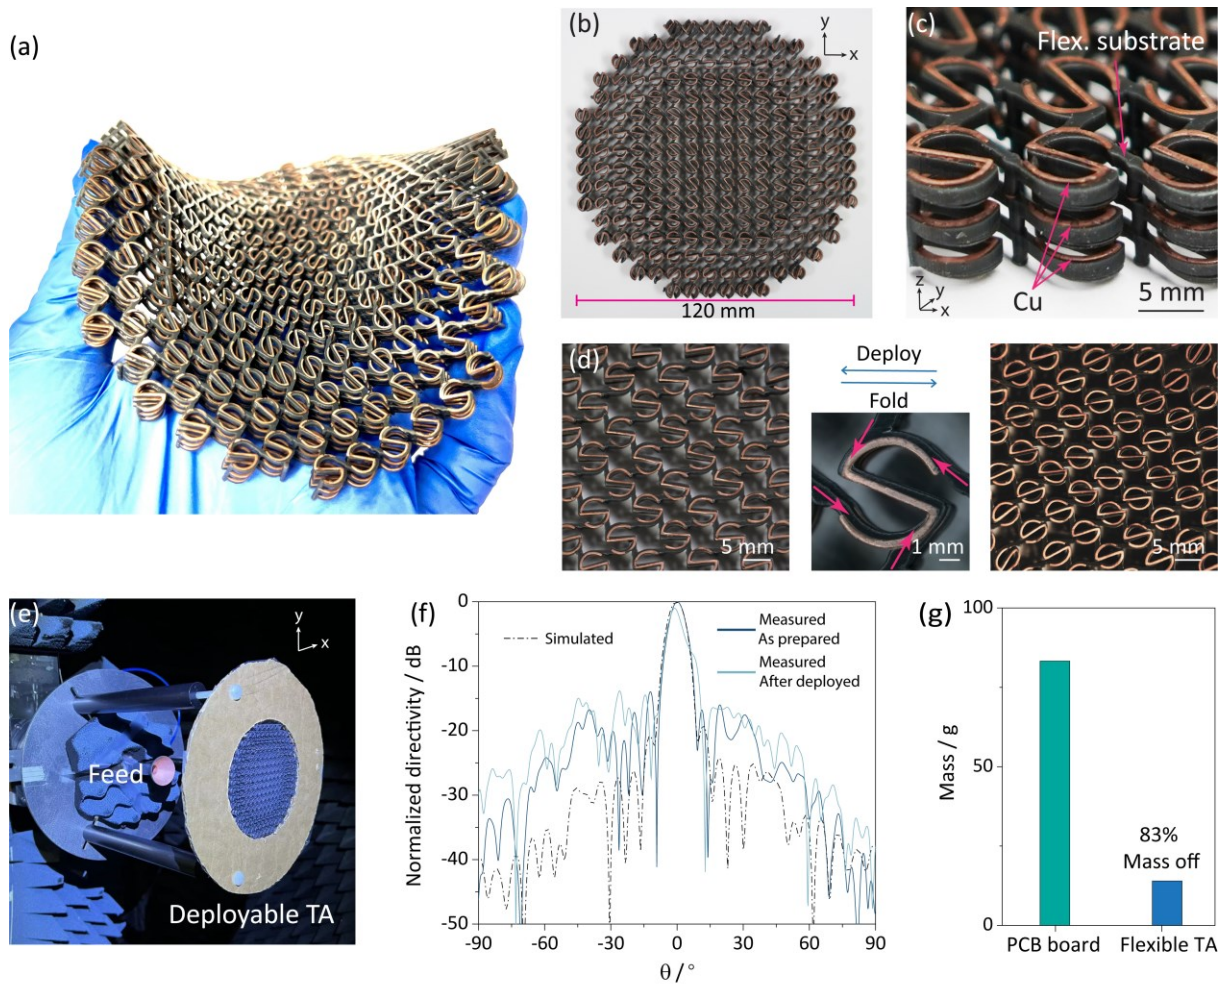 (a)
(b)
y
x
120 mm
(c)
Flex. substrate
Cu
z
y
x
5 mm
(d)
5 mm
Deploy
Fold
1 mm
5 mm
(e)
y
x
Feed
Deployable TA
(f)
Normalized directivity / dB
0
-10
-20
-30
-40
-50
Simulated
Measured
As prepared
Measured
After deployed
-90
-60
-30
0
30
60
90
θ / °
(g)
Mass / g
100
50
0
83%
Mass off
PCB board
Flexible TA